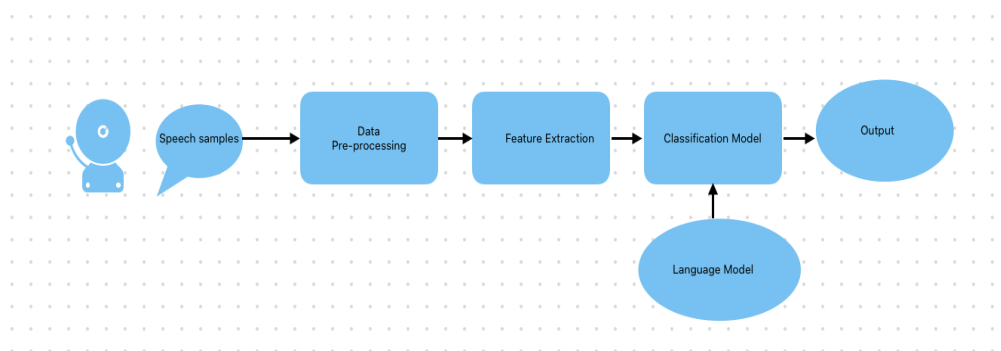 Speech samples
Data
Pre-processing
Feature Extraction
Classification Model
Output
Language Model